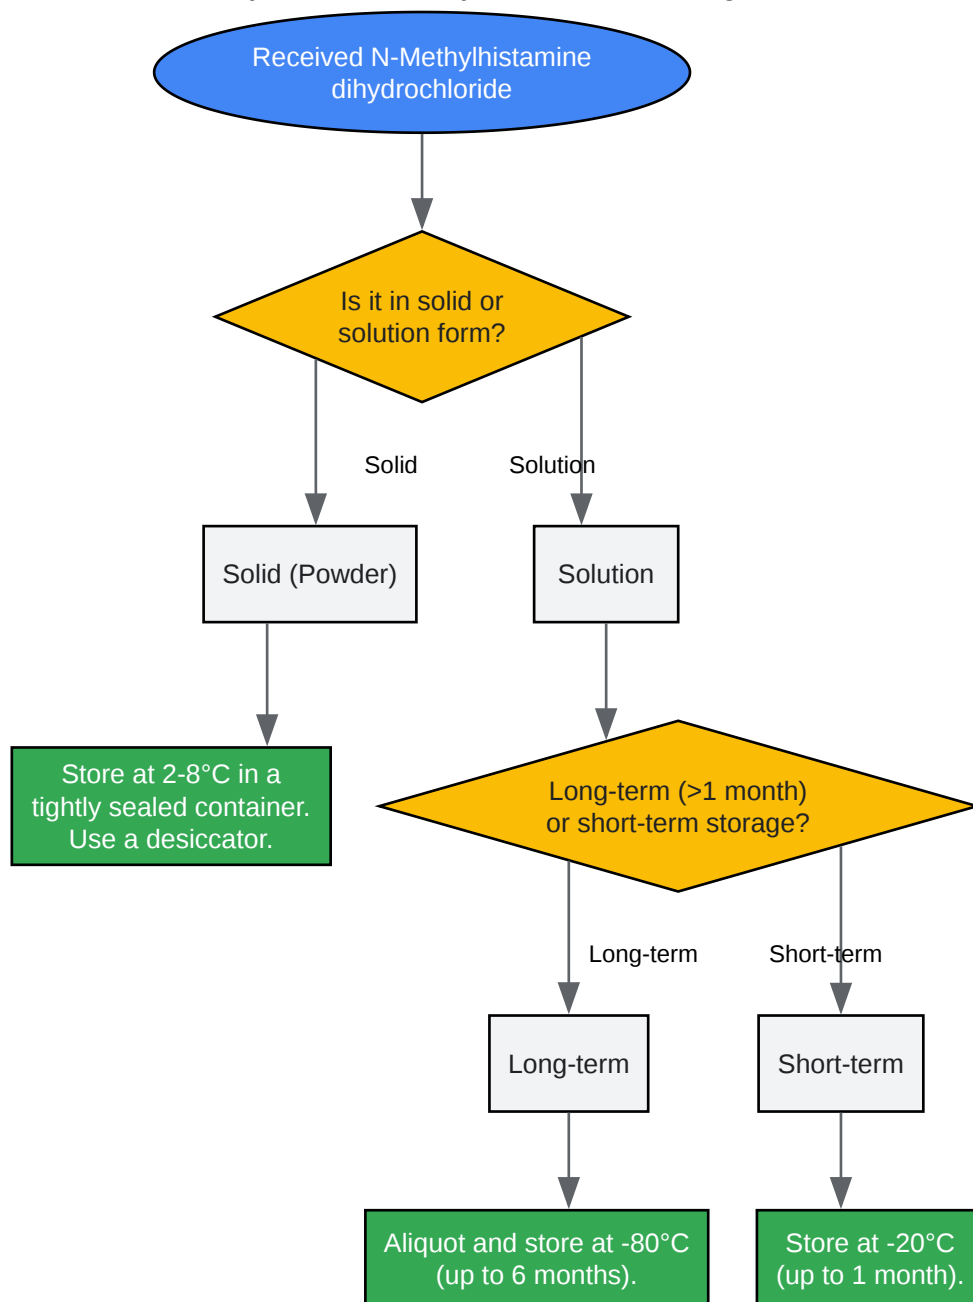 Received N-Methylhistamine
dihydrochloride
Is it in solid or
solution form?
Solid
Solution
Solid (Powder)
Solution
Store at 2-8°C in a
tightly sealed container.
Use a desiccator.
Long-term (>1 month)
or short-term storage?
Long-term
Short-term
Long-term
Short-term
Aliquot and store at -80°C
(up to 6 months).
Store at -20°C
(up to 1 month).